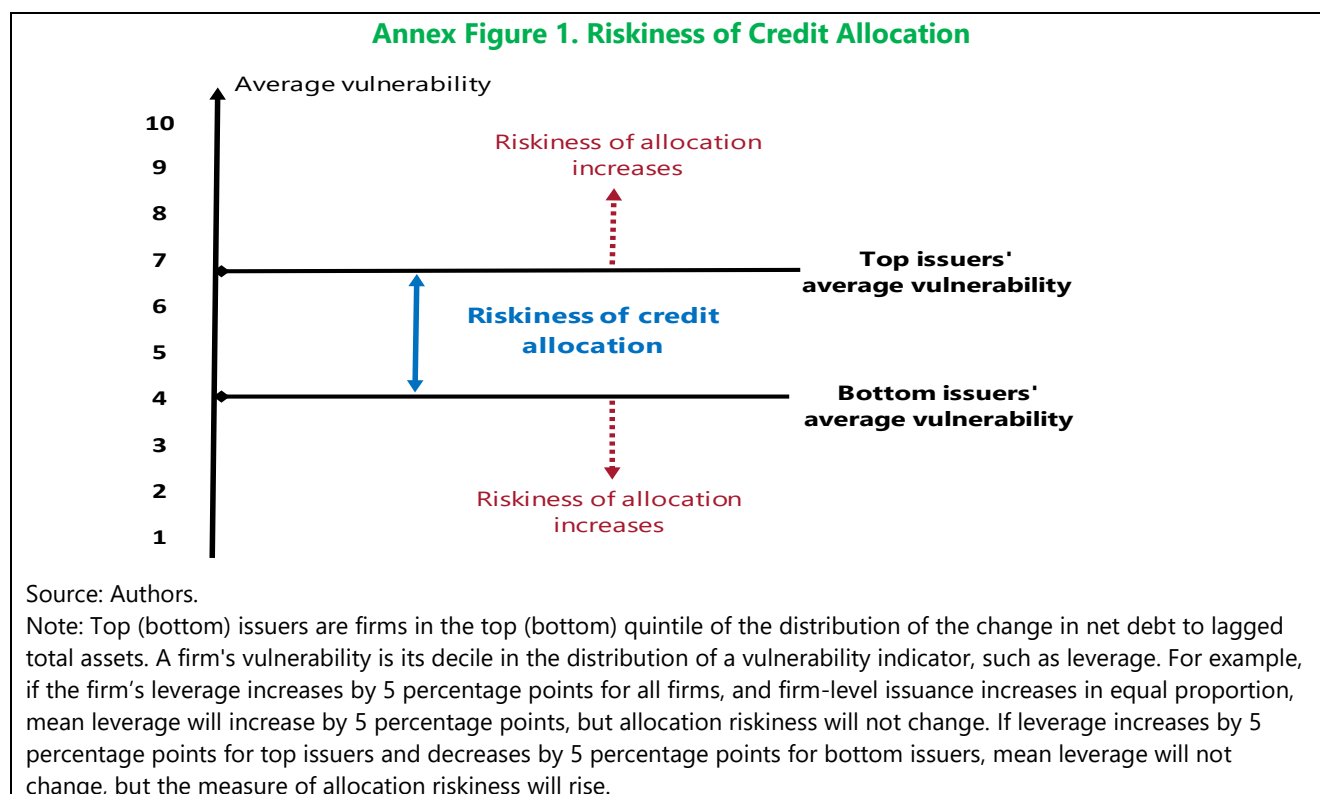 Annex Figure 1. Riskiness of Credit Allocation
Average vulnerability
10
9
8
7
6
5
4
3
2
1
Riskiness of allocation
increases
Top issuers'
average vulnerability
Riskiness of credit
allocation
Bottom issuers'
average vulnerability
Riskiness of allocation
increases
Source: Authors.
Note: Top (bottom) issuers are firms in the top (bottom) quintile of the distribution of the change in net debt to lagged
total assets. A firm's vulnerability is its decile in the distribution of a vulnerability indicator, such as leverage. For example,
if the firm’s leverage increases by 5 percentage points for all firms, and firm-level issuance increases in equal proportion,
mean leverage will increase by 5 percentage points, but allocation riskiness will not change. If leverage increases by 5
percentage points for top issuers and decreases by 5 percentage points for bottom issuers, mean leverage will not
change, but the measure of allocation riskiness will rise.